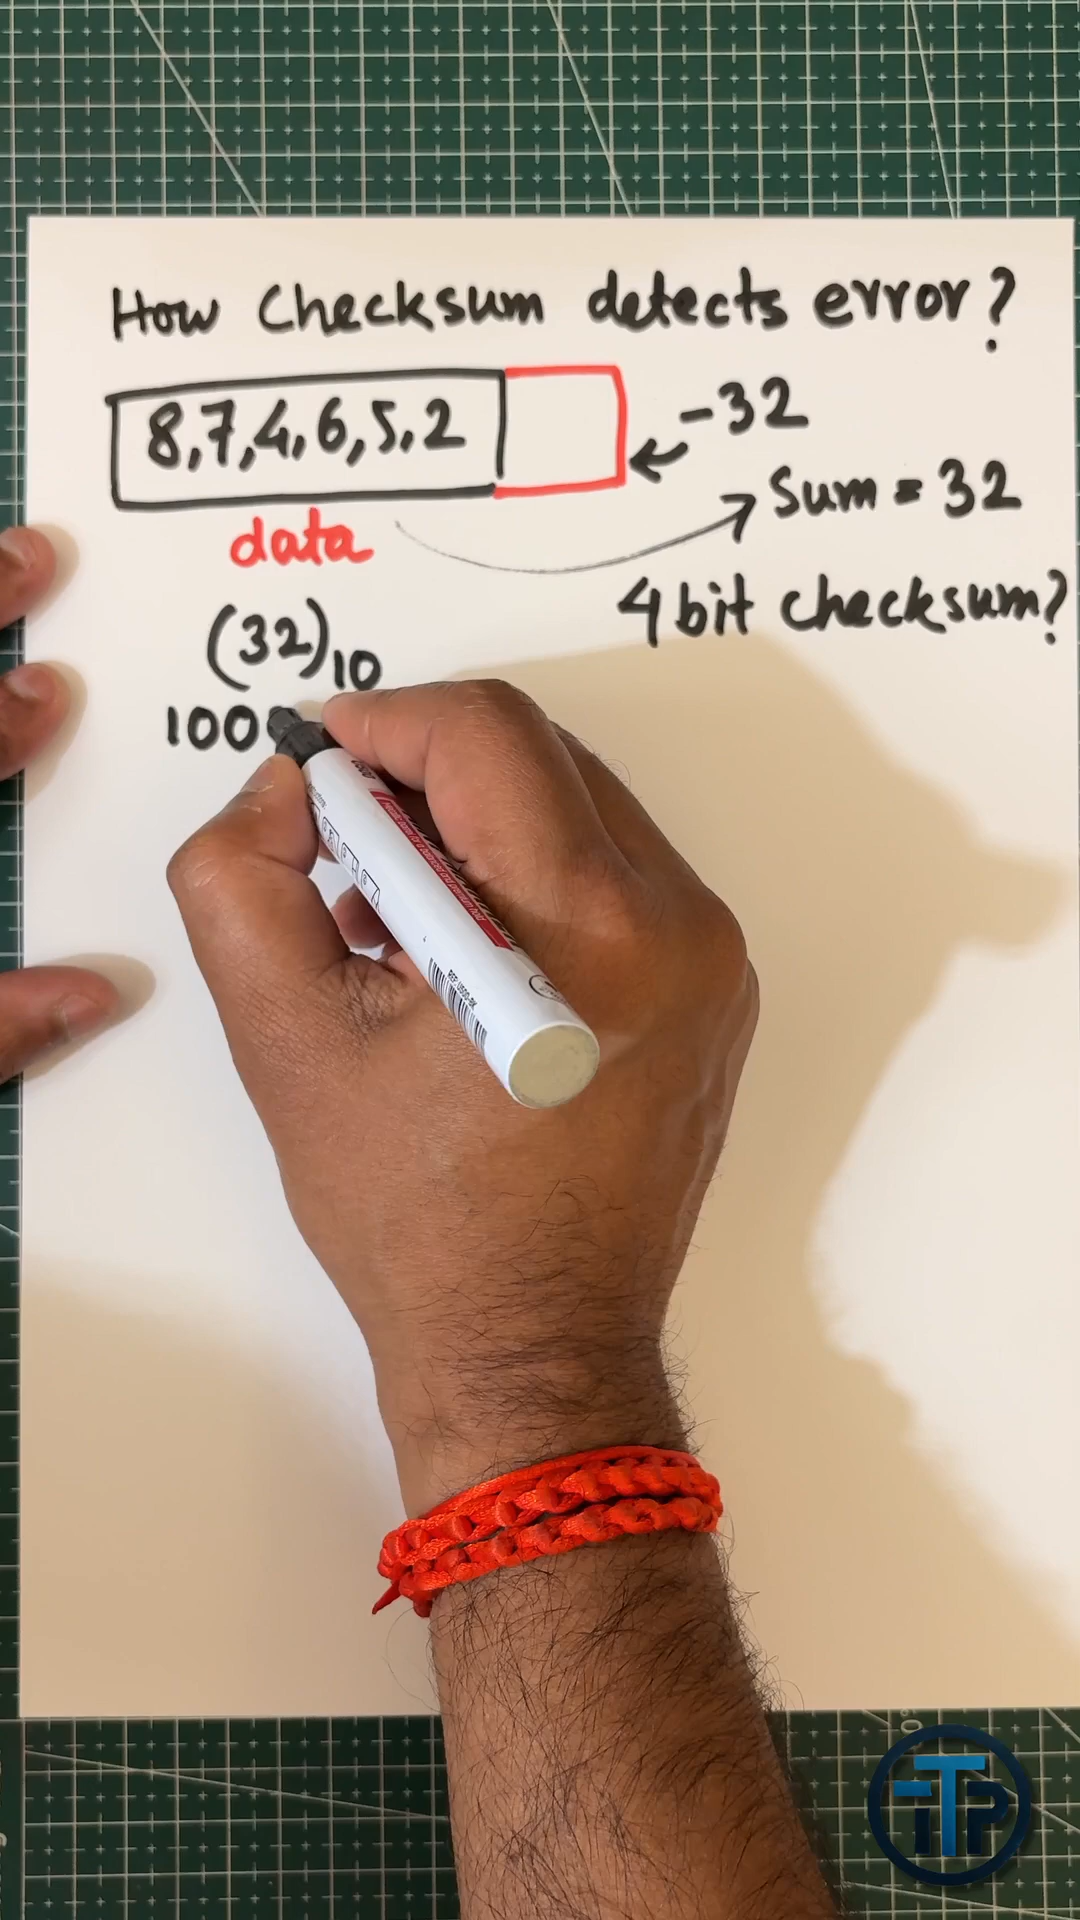 How Checksum detects error?
8,7,4,6,5,2
-32
Sum = 32
data
4 bit checksum?
(32)10
100
ITP